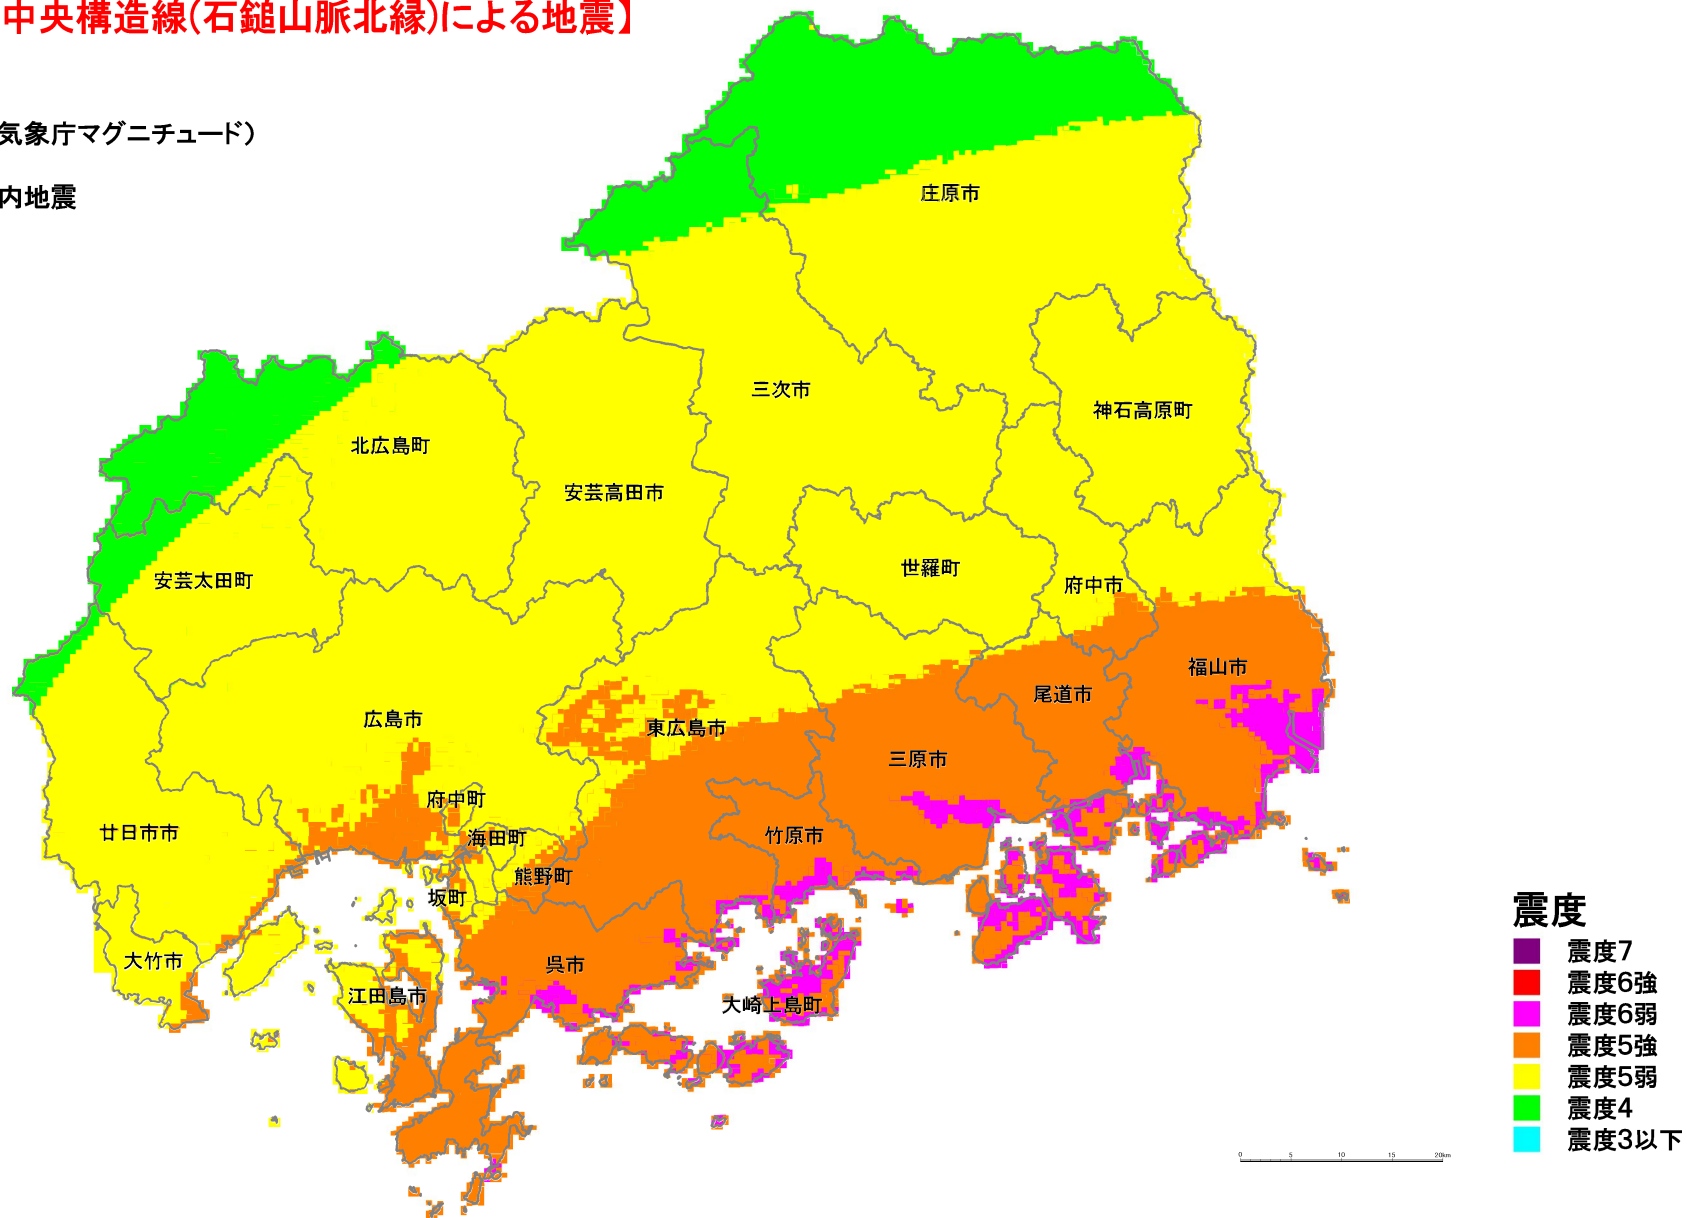 中央構造線(石鎚山脈北縁)による地震】
気象庁マグニチュード）
内地震
庄原市
三次市
神石高原町
北広島町
安芸高田市
世羅町
府中市
安芸太田町
福山市
尾道市
広島市
東広島市
三原市
府中町
廿日市市
海田町
竹原市
熊野町
坂町
大竹市
呉市
江田島市
大崎上島町
震度
震度7
震度6強
震度6弱
震度5強
震度5弱
震度4
震度3以下
0 5 10 15 20km